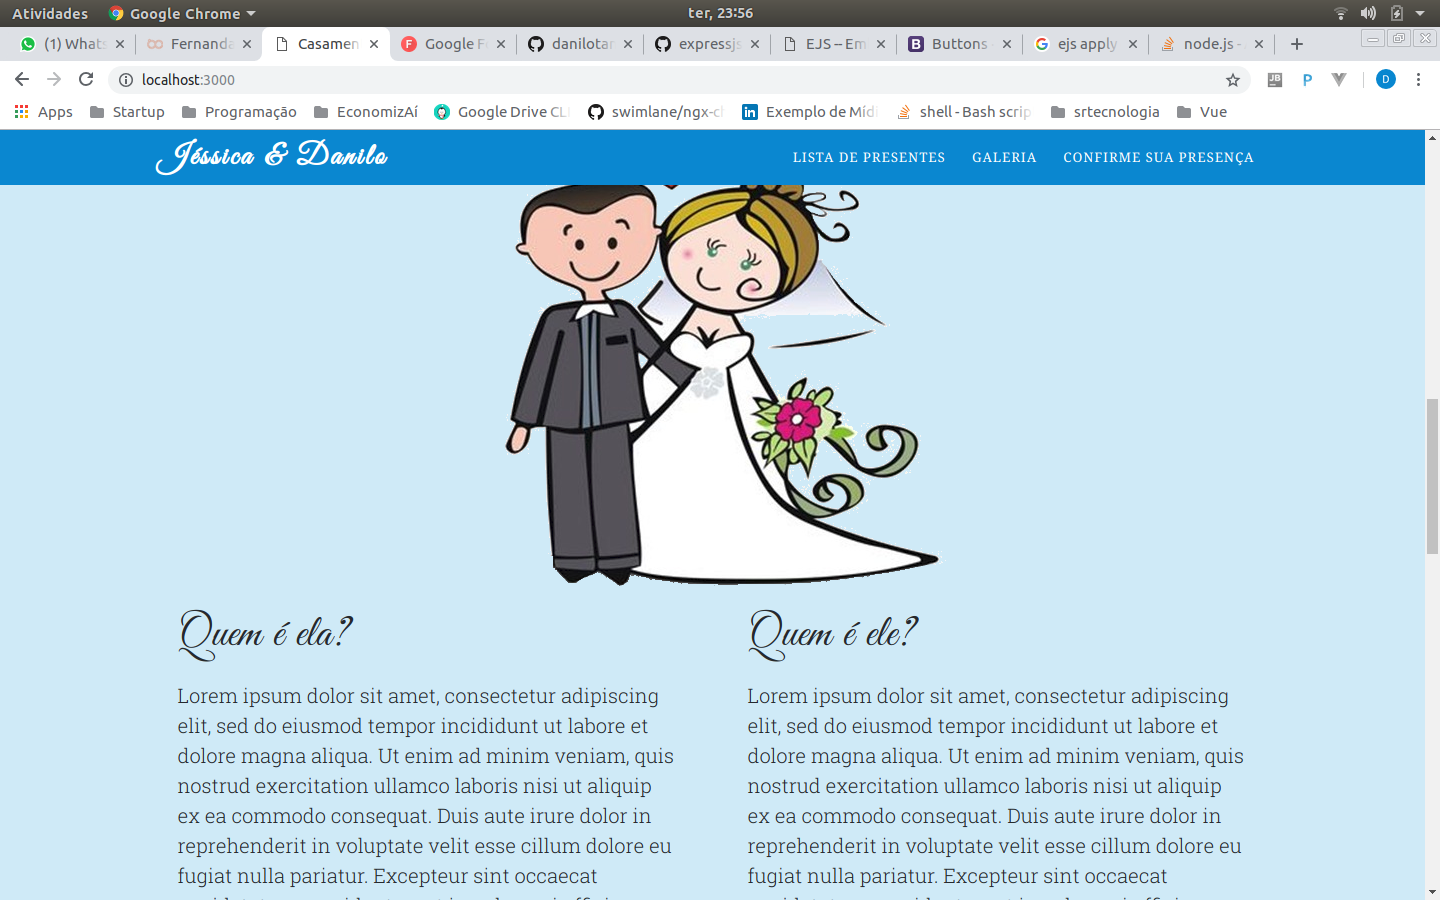 Atividades
Google Chrome
ter, 23:56
(1) Whats
Fernanda
Casamen
Google F
danilotar
expressjs
EJS – Em
Buttons
ejs apply
node.js -
localhost:3000
Apps
Startup
Programação
EconomizAí
Google Drive CLI
swimlane/ngx-ch
Exemplo de Mídi
shell - Bash scrip
srtecnologia
Vue
Jéssica & Danilo
LISTA DE PRESENTES
GALERIA
CONFIRME SUA PRESENÇA
Quem é ela?
Lorem ipsum dolor sit amet, consectetur adipiscing
elit, sed do eiusmod tempor incididunt ut labore et
dolore magna aliqua. Ut enim ad minim veniam, quis
nostrud exercitation ullamco laboris nisi ut aliquip
ex ea commodo consequat. Duis aute irure dolor in
reprehenderit in voluptate velit esse cillum dolore eu
fugiat nulla pariatur. Excepteur sint occaecat
Quem é ele?
Lorem ipsum dolor sit amet, consectetur adipiscing
elit, sed do eiusmod tempor incididunt ut labore et
dolore magna aliqua. Ut enim ad minim veniam, quis
nostrud exercitation ullamco laboris nisi ut aliquip
ex ea commodo consequat. Duis aute irure dolor in
reprehenderit in voluptate velit esse cillum dolore eu
fugiat nulla pariatur. Excepteur sint occaecat